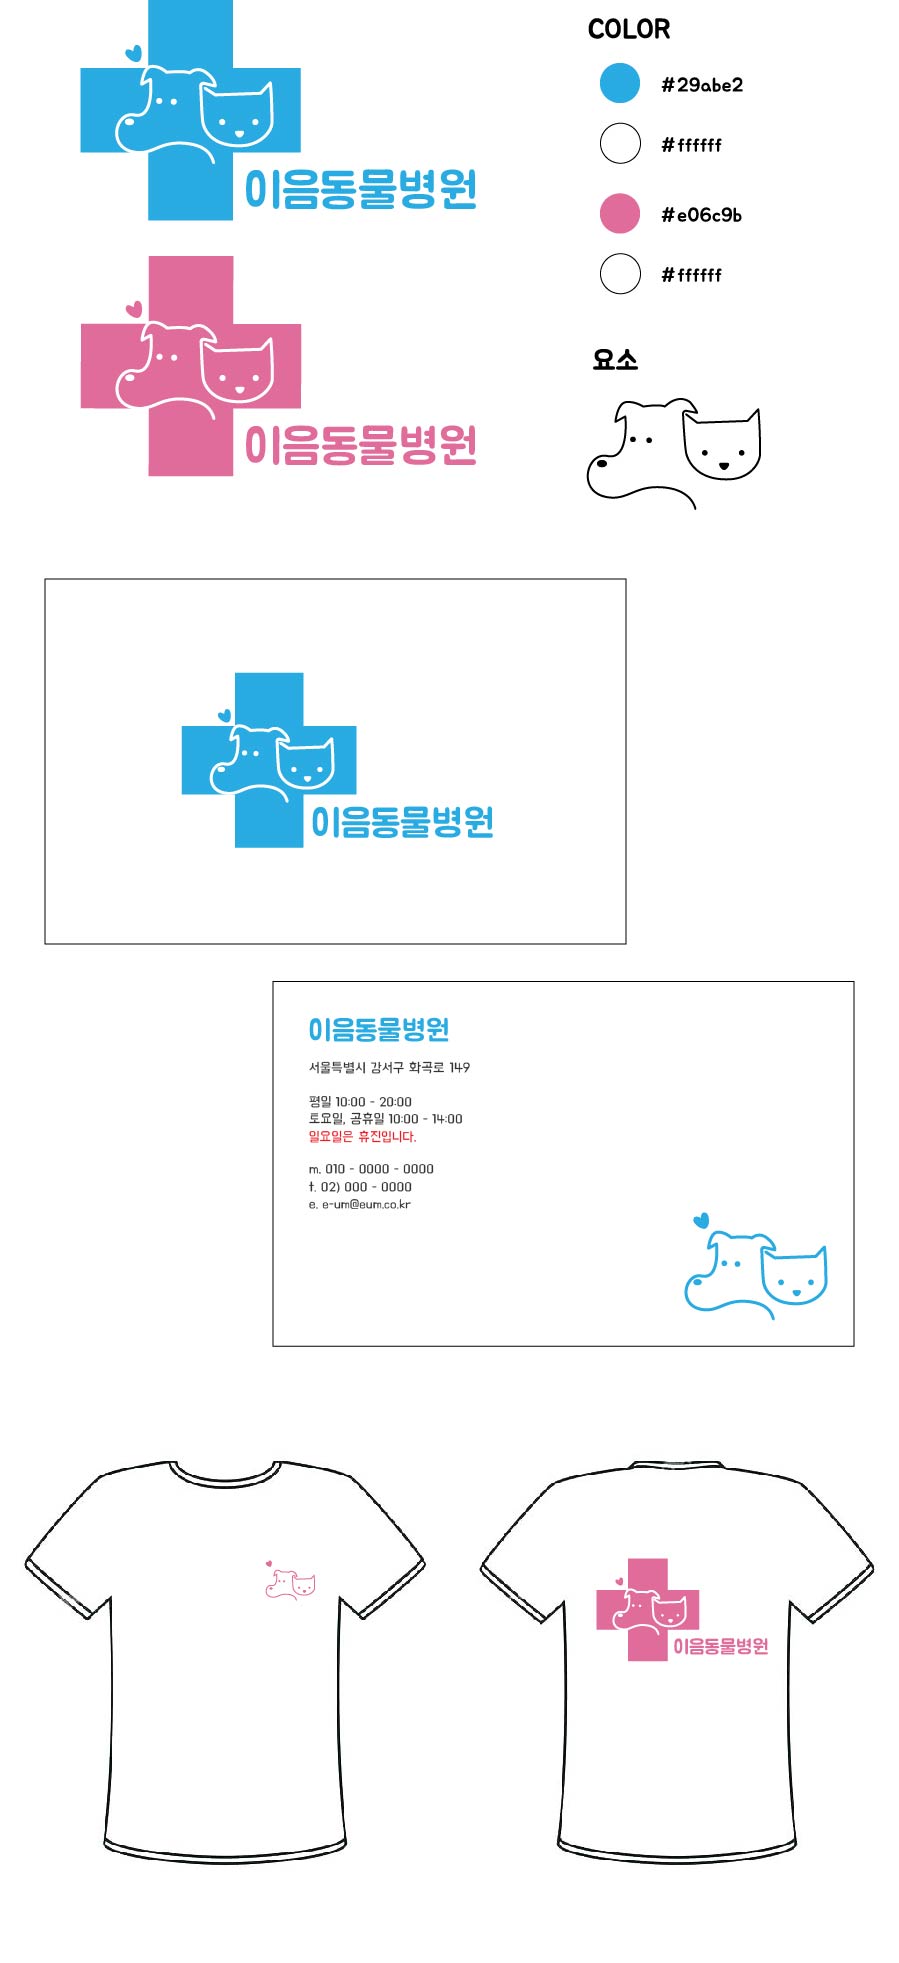 이음동물병원
COLOR
#29abe2
#ffffff
#e06c9b
#ffffff
이음동물병원
요소
이음동물병원
이음동물병원
서울특별시 강서구 화곡로 149
평일 10:00 - 20:00
토요일, 공휴일 10:00 - 14:00
일요일은 휴진입니다.
m. 010 - 0000 - 0000
t. 02) 000 - 0000
e. e-um@eum.co.kr
이음동물병원